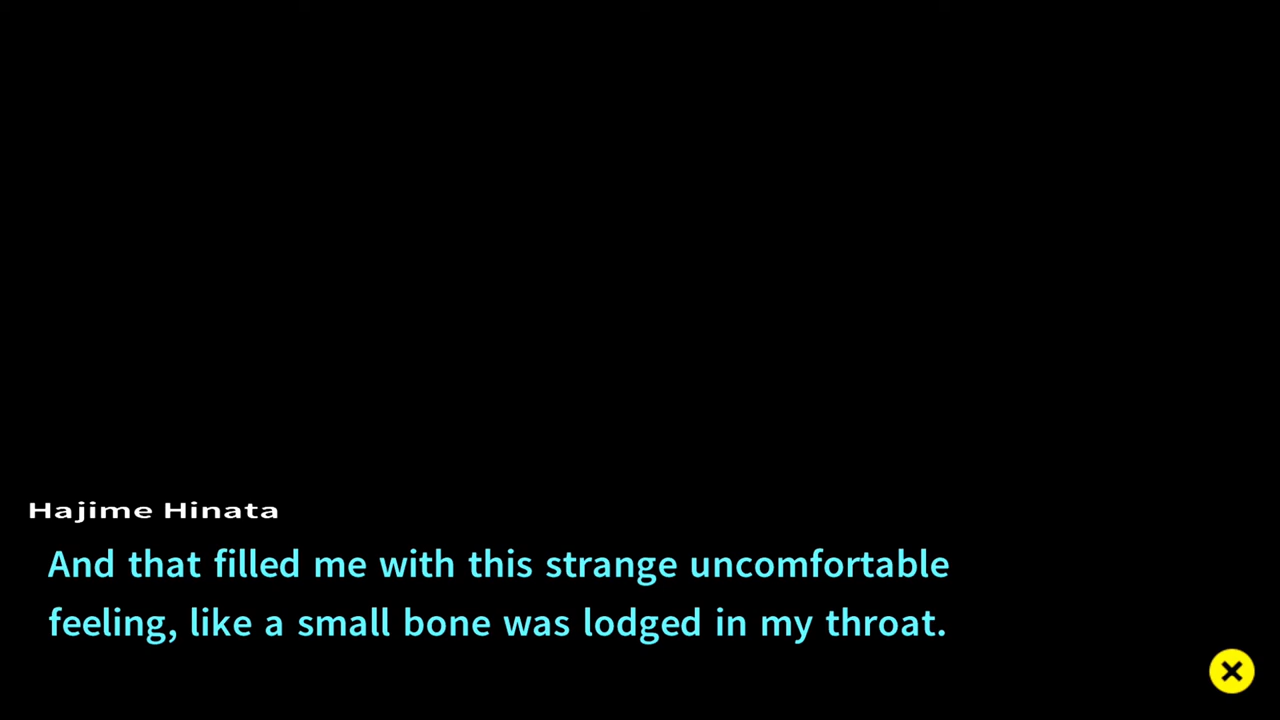 Hajime Hinata
And that filled me with this strange uncomfortable
feeling, like a small bone was lodged in my throat.